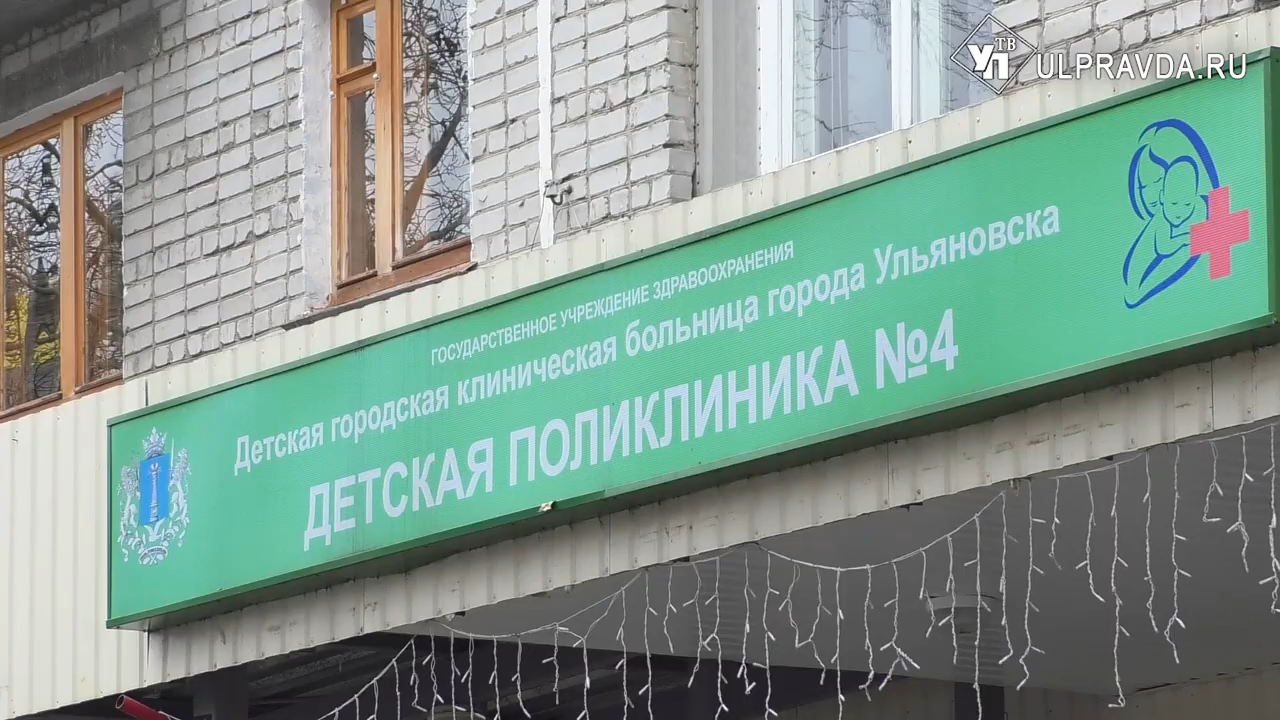 УП ТВ ULPRAVDA.RU
ГОСУДАРСТВЕННОЕ УЧРЕЖДЕНИЕ ЗДРАВООХРАНЕНИЯ
Детская городская клиническая больница города Ульяновска
ДЕТСКАЯ ПОЛИКЛИНИКА №4